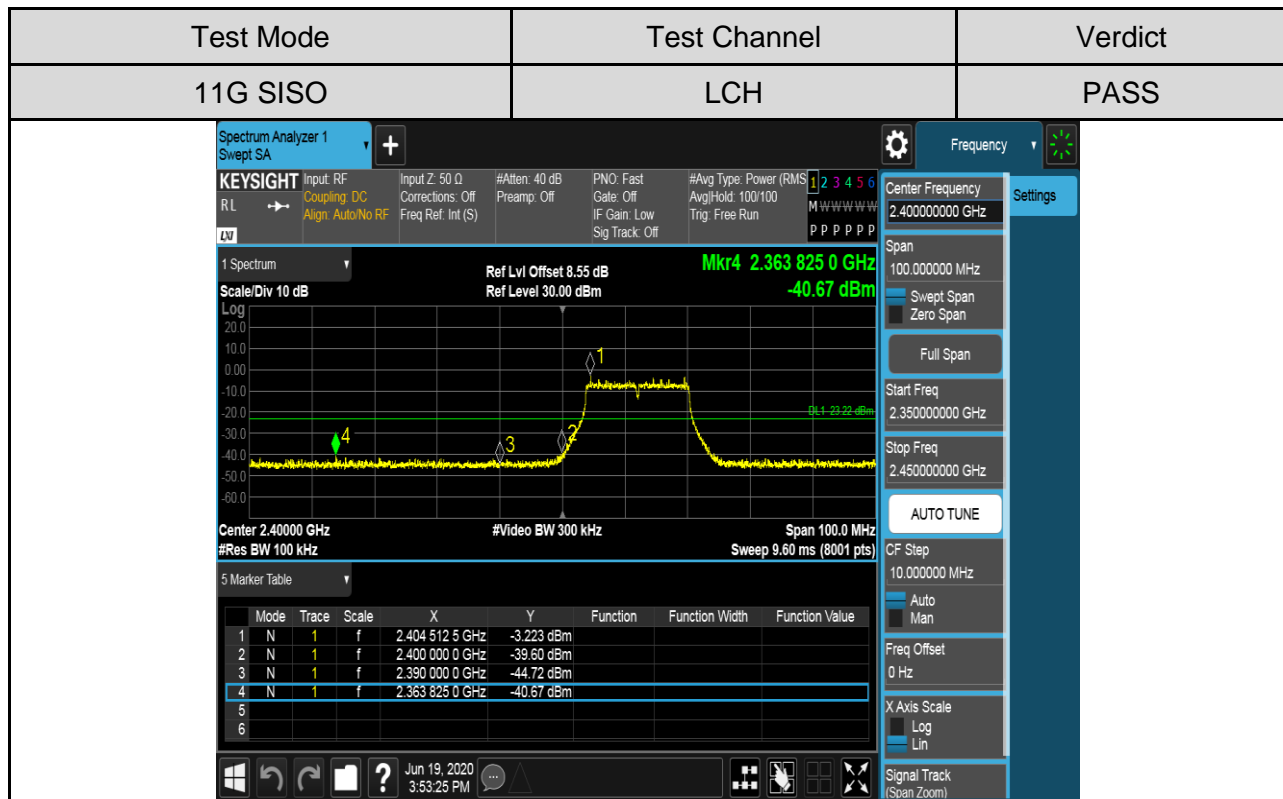 Test Mode Test Channel Verdict
11G SISO LCH PASS
Spectrum Analyzer 1
Swept SA
+
Frequency
KEYSIGHT Input: RF Input Z: 50 Ω #Atten: 40 dB PNO: Fast #Avg Type: Power (RMS 1 2 3 4 5 6
RL Coupling: DC Corrections: Off Preamp: Off Gate: Off Avg|Hold: 100/100 M W W W W W
Align: Auto/No RF Freq Ref: Int (S) IF Gain: Low Trig: Free Run
LXI Sig Track: Off P P P P P P
1 Spectrum Ref Lvl Offset 8.55 dB Mkr4 2.363 825 0 GHz
Scale/Div 10 dB Ref Level 30.00 dBm -40.67 dBm
Log
20.0
10.0
0.00 1
-10.0
-20.0 DL1 -23.22 dBm
-30.0 4 3 2
-40.0
-50.0
-60.0
Center 2.40000 GHz #Video BW 300 kHz Span 100.0 MHz
#Res BW 100 kHz Sweep 9.60 ms (8001 pts)
5 Marker Table
Mode Trace Scale X Y Function Function Width Function Value
1 N 1 f 2.404 512 5 GHz -3.223 dBm
2 N 1 f 2.400 000 0 GHz -39.60 dBm
3 N 1 f 2.390 000 0 GHz -44.72 dBm
4 N 1 f 2.363 825 0 GHz -40.67 dBm
5
6
? Jun 19, 2020
3:53:25 PM
Center Frequency
2.400000000 GHz
Settings
Span
100.000000 MHz
Swept Span
Zero Span
Full Span
Start Freq
2.350000000 GHz
Stop Freq
2.450000000 GHz
AUTO TUNE
CF Step
10.000000 MHz
Auto
Man
Freq Offset
0 Hz
X Axis Scale
Log
Lin
Signal Track
(Span Zoom)